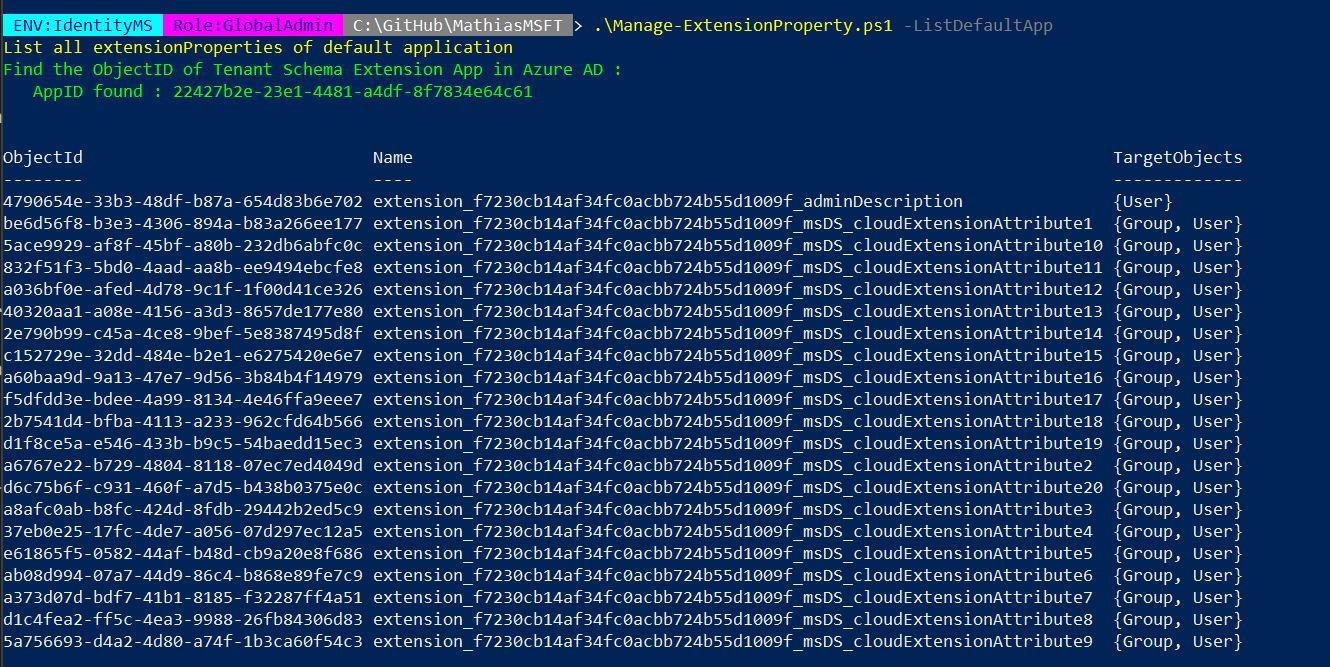 ENV:IdentityMS Role:GlobalAdmin C:\GitHub\MathiasMSFT > .\Manage-ExtensionProperty.ps1 -ListDefaultApp
List all extensionProperties of default application
Find the ObjectID of Tenant Schema Extension App in Azure AD :
AppID found : 22427b2e-23e1-4481-a4df-8f7834e64c61
ObjectId Name TargetObjects
-------- ---- -------------
4790654e-33b3-48df-b87a-654d83b6e702 extension_f7230cb14af34fc0acbb724b55d1009f_adminDescription {User}
be6d56f8-b3e3-4306-894a-b83a266ee177 extension_f7230cb14af34fc0acbb724b55d1009f_msDS_cloudExtensionAttribute1 {Group, User}
5ace9929-af8f-45bf-a80b-232db6abfc0c extension_f7230cb14af34fc0acbb724b55d1009f_msDS_cloudExtensionAttribute10 {Group, User}
832f51f3-5bd0-4aad-aa8b-ee9494ebcfe8 extension_f7230cb14af34fc0acbb724b55d1009f_msDS_cloudExtensionAttribute11 {Group, User}
a036bf0e-afed-4d78-9c1f-1f00d41ce326 extension_f7230cb14af34fc0acbb724b55d1009f_msDS_cloudExtensionAttribute12 {Group, User}
40320aa1-a08e-4156-a3d3-8657de177e80 extension_f7230cb14af34fc0acbb724b55d1009f_msDS_cloudExtensionAttribute13 {Group, User}
2e790b99-c45a-4ce8-9bef-5e8387495d8f extension_f7230cb14af34fc0acbb724b55d1009f_msDS_cloudExtensionAttribute14 {Group, User}
c152729e-32dd-484e-b2e1-e6275420e6e7 extension_f7230cb14af34fc0acbb724b55d1009f_msDS_cloudExtensionAttribute15 {Group, User}
a60baa9d-9a13-47e7-9d56-3b84b4f14979 extension_f7230cb14af34fc0acbb724b55d1009f_msDS_cloudExtensionAttribute16 {Group, User}
f5dfdd3e-bdee-4a99-8134-4e46ffa9eee7 extension_f7230cb14af34fc0acbb724b55d1009f_msDS_cloudExtensionAttribute17 {Group, User}
2b7541d4-bfba-4113-a233-962cfd64b566 extension_f7230cb14af34fc0acbb724b55d1009f_msDS_cloudExtensionAttribute18 {Group, User}
d1f8ce5a-e546-433b-b9c5-54baedd15ec3 extension_f7230cb14af34fc0acbb724b55d1009f_msDS_cloudExtensionAttribute19 {Group, User}
a6767e22-b729-4804-8118-07ec7ed4049d extension_f7230cb14af34fc0acbb724b55d1009f_msDS_cloudExtensionAttribute2 {Group, User}
d6c75b6f-c931-460f-a7d5-b438b0375e0c extension_f7230cb14af34fc0acbb724b55d1009f_msDS_cloudExtensionAttribute20 {Group, User}
a8afc0ab-b8fc-424d-8fdb-29442b2ed5c9 extension_f7230cb14af34fc0acbb724b55d1009f_msDS_cloudExtensionAttribute3 {Group, User}
37eb0e25-17fc-4de7-a056-07d297ec12a5 extension_f7230cb14af34fc0acbb724b55d1009f_msDS_cloudExtensionAttribute4 {Group, User}
e61865f5-0582-44af-b48d-cb9a20e8f686 extension_f7230cb14af34fc0acbb724b55d1009f_msDS_cloudExtensionAttribute5 {Group, User}
ab08d994-07a7-44d9-86c4-b868e89fe7c9 extension_f7230cb14af34fc0acbb724b55d1009f_msDS_cloudExtensionAttribute6 {Group, User}
a373d07d-bdf7-41b1-8185-f32287ff4a51 extension_f7230cb14af34fc0acbb724b55d1009f_msDS_cloudExtensionAttribute7 {Group, User}
d1c4fea2-ff5c-4ea3-9988-26fb84306d83 extension_f7230cb14af34fc0acbb724b55d1009f_msDS_cloudExtensionAttribute8 {Group, User}
5a756693-d4a2-4d80-a74f-1b3ca60f54c3 extension_f7230cb14af34fc0acbb724b55d1009f_msDS_cloudExtensionAttribute9 {Group, User}